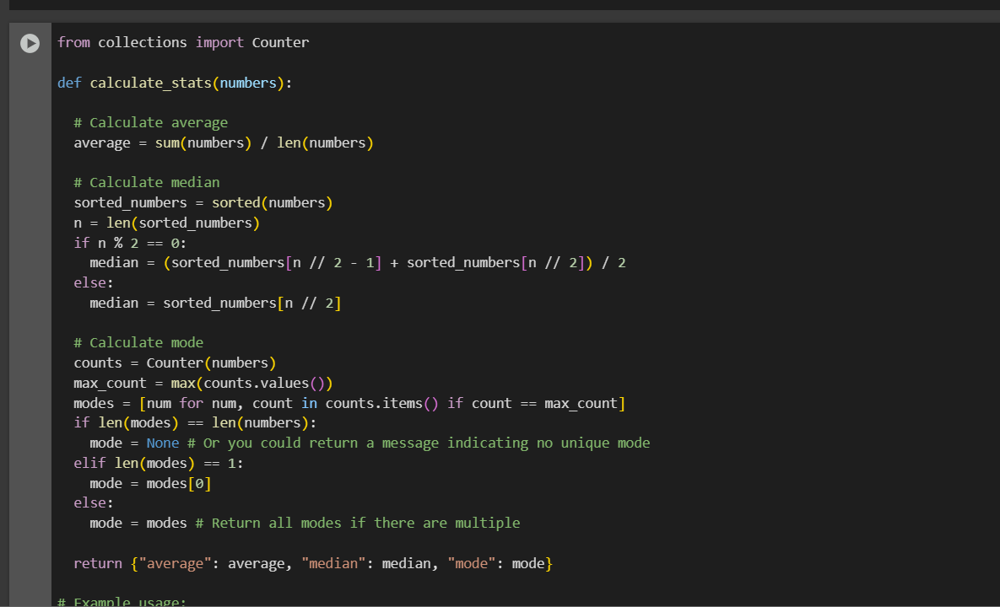 from collections import Counter
def calculate_stats(numbers):
# Calculate average
average = sum(numbers) / len(numbers)
# Calculate median
sorted_numbers = sorted(numbers)
n = len(sorted_numbers)
if n % 2 == 0:
median = (sorted_numbers[n // 2 - 1] + sorted_numbers[n // 2]) / 2
else:
median = sorted_numbers[n // 2]
# Calculate mode
counts = Counter(numbers)
max_count = max(counts.values())
modes = [num for num, count in counts.items() if count == max_count]
if len(modes) == len(numbers):
mode = None # Or you could return a message indicating no unique mode
elif len(modes) == 1:
mode = modes[0]
else:
mode = modes # Return all modes if there are multiple
return {"average": average, "median": median, "mode": mode}
# Example usage: